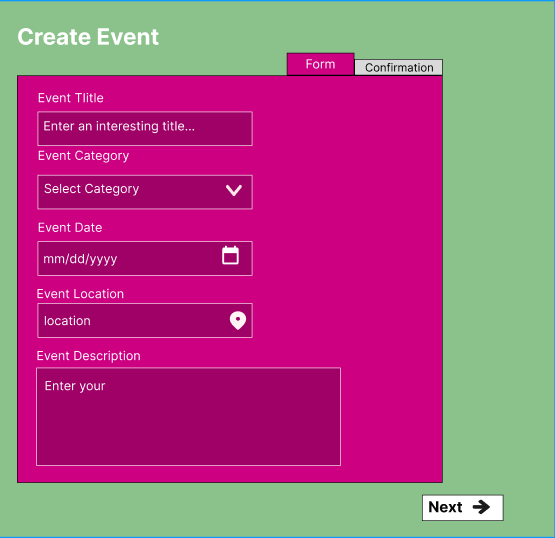 Create Event
Form
Confirmation
Event TIitle
Enter an interesting title...
Event Category
Select Category
Event Date
mm/dd/yyyy
Event Location
location
Event Description
Enter your
Next